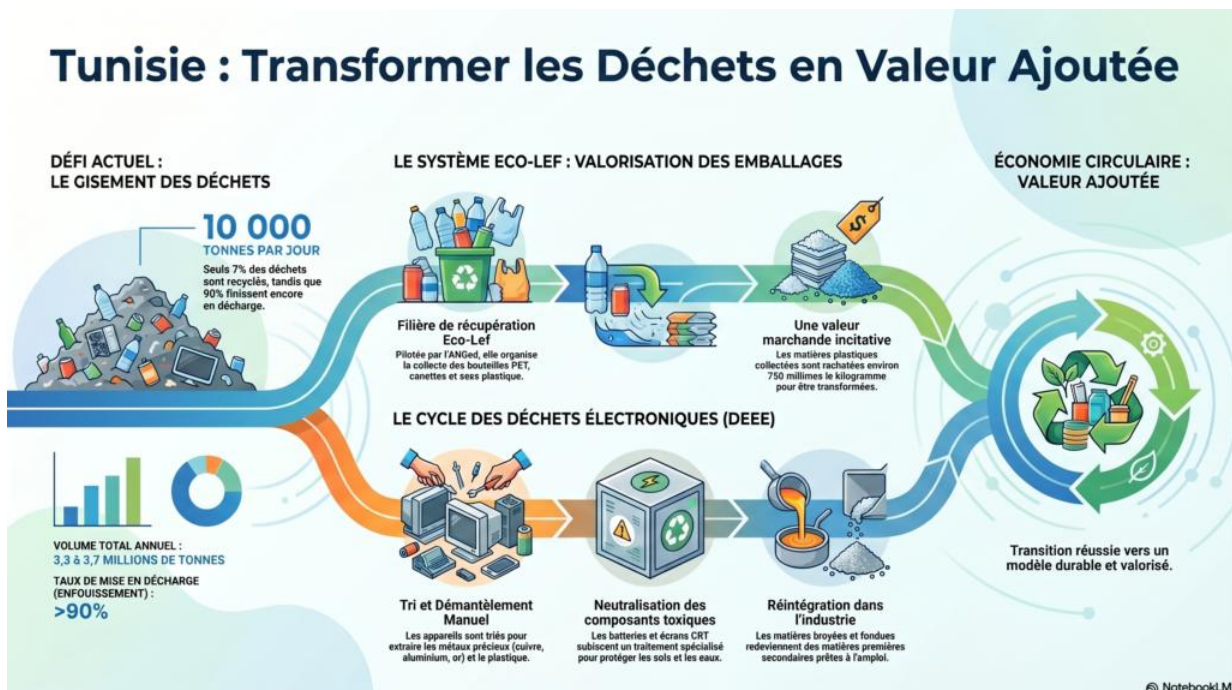 Tunisie : Transformer les Déchets en Valeur Ajoutée
DÉFI ACTUEL :
LE GISEMENT DES DÉCHETS
10 000
TONNES PAR JOUR
Seuls 7% des déchets
sont recyclés, tandis que
90% finissent encore
en décharge.
VOLUME TOTAL ANNUEL :
3,3 à 3,7 MILLIONS DE TONNES
TAUX DE MISE EN DÉCHARGE
(ENFOUISSEMENT) :
>90%
LE SYSTÈME ECO-LEF : VALORISATION DES EMBALLAGES
$
Filière de récupération
Eco-Lef
Pilotée par l'ANGed, elle organise
la collecte des bouteilles PET,
canettes et sees plastique.
Une valeur
marchande incitative
Les matières plastiques
collectées sont rachatées environ
750 millimes le kilogramme
pour être transformées.
LE CYCLE DES DÉCHETS ÉLECTRONIQUES (DEEE)
Tri et Démantèlement
Manuel
Les appareils sont triés pour
extraire les métaux précieux (cuivre,
aluminium, or) et le plastique.
Neutralisation des
composants toxiques
Les batteries et écrans CRT
subiscent un traitement spécialisé
pour protéger les sols et les eaux.
Réintégration dans
l'industrie
Les matières broyées et fondues
redeviennent des matières premières
secondaires prêtes à l'amploi.
ÉCONOMIE CIRCULAIRE :
VALEUR AJOUTÉE
Transition réussie vers un
modèle durable et valorisé.
NotebookLM